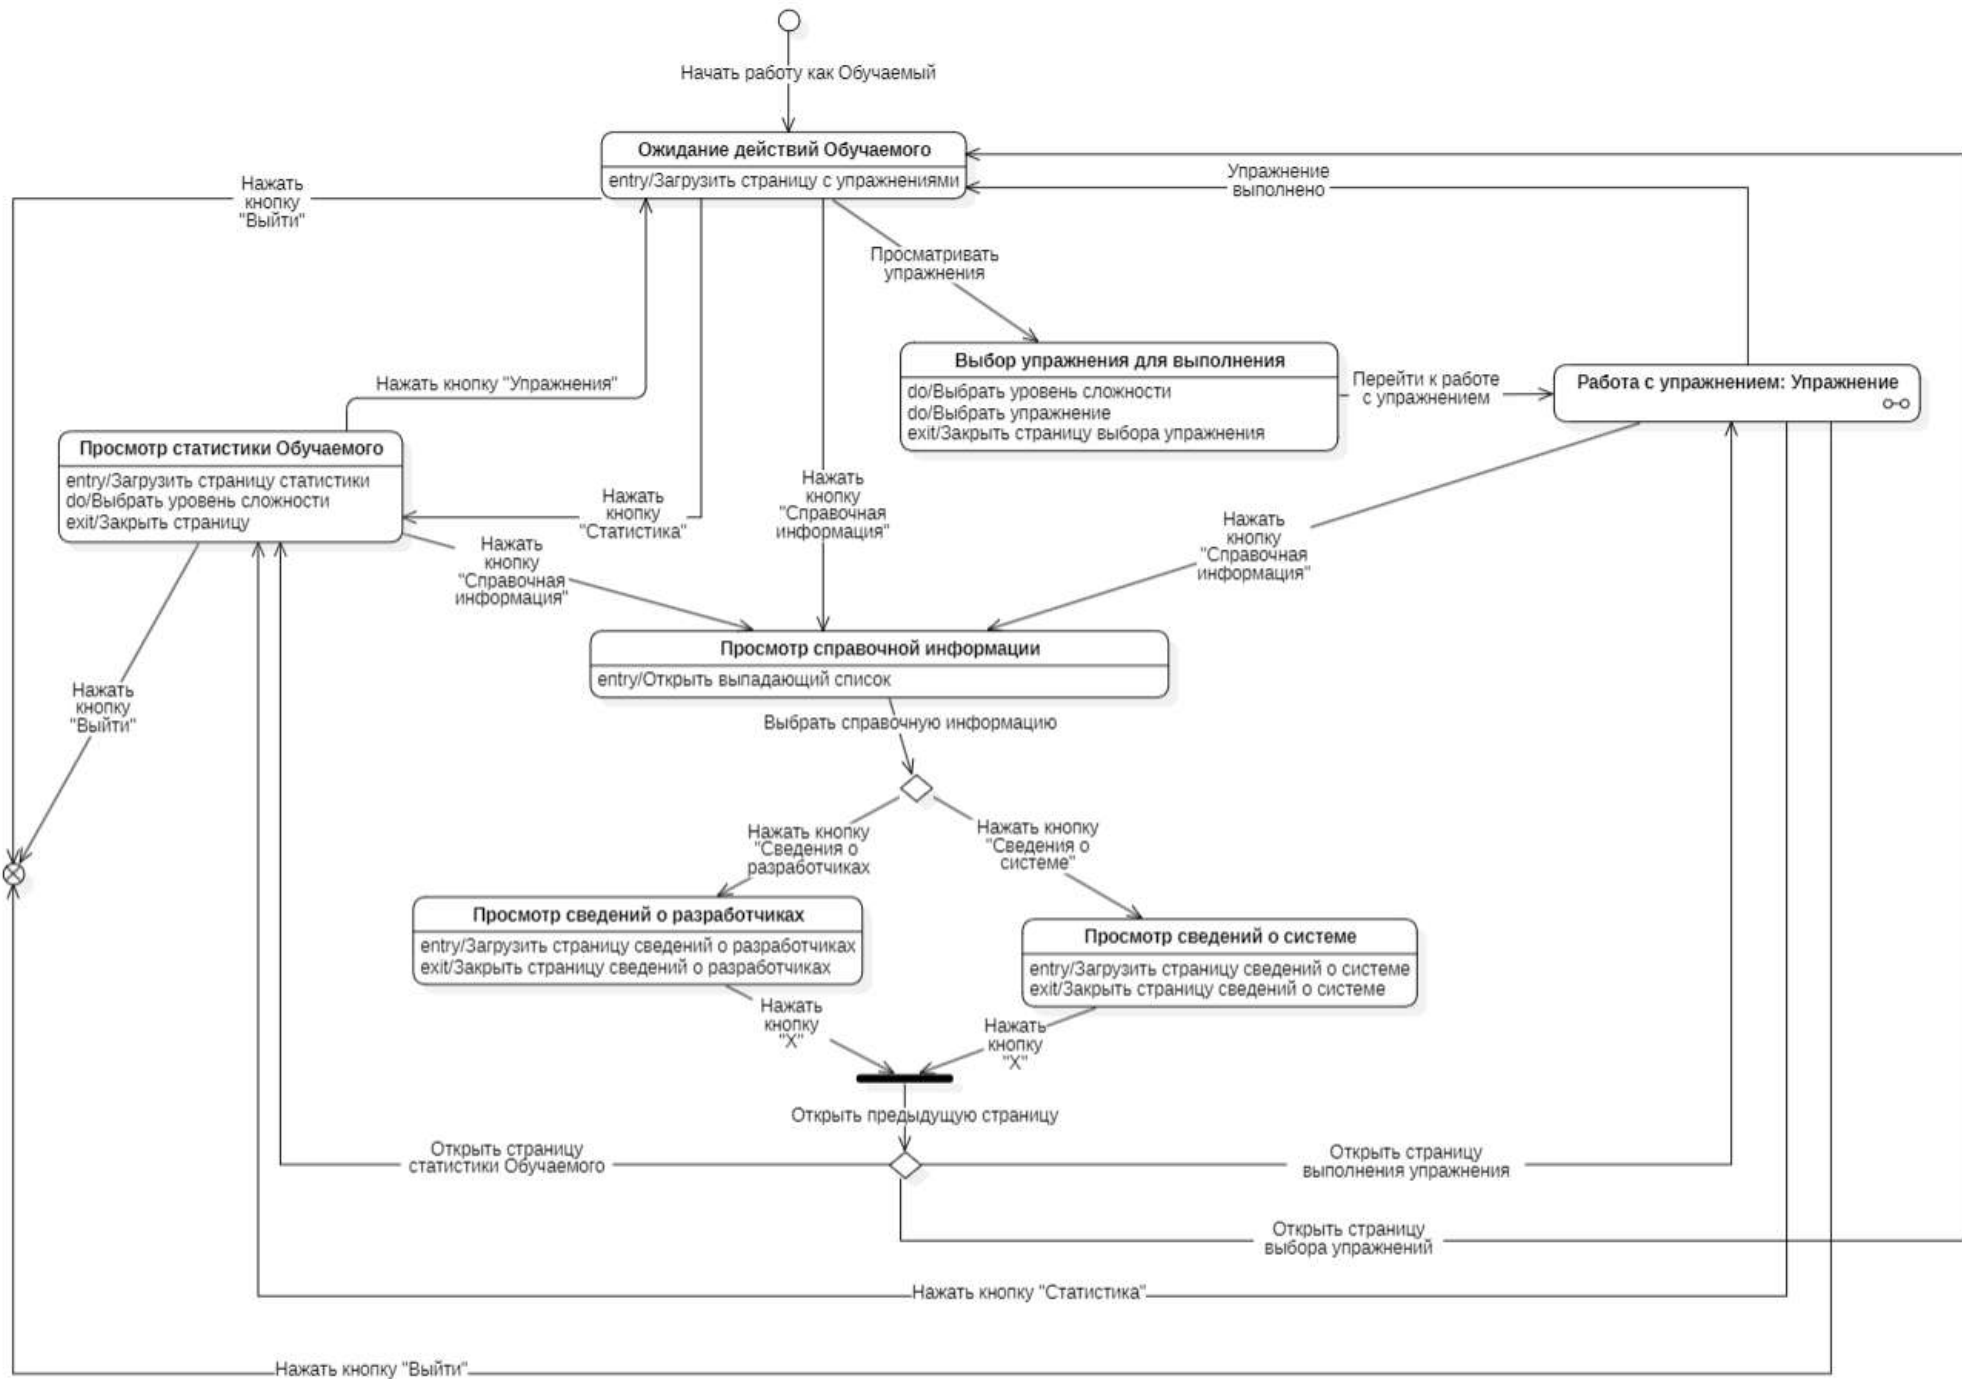 Начать работу как Обучаемый
Ожидание действий Обучаемого
entry/Загрузить страницу с упражнениями
Нажать
кнопку
"Выйти"
Упражнение
выполнено
Просматривать
упражнения
Выбор упражнения для выполнения
do/Выбрать уровень сложности
do/Выбрать упражнение
exit/Закрыть страницу выбора упражнения
Перейти к работе
с упражнением
Работа с упражнением: Упражнение
Нажать кнопку "Упражнения"
Просмотр статистики Обучаемого
entry/Загрузить страницу статистики
do/Выбрать уровень сложности
exit/Закрыть страницу
Нажать
кнопку
"Статистика"
Нажать
кнопку
"Справочная
информация"
Нажать
кнопку
"Справочная
информация"
Нажать
кнопку
"Справочная
информация"
Просмотр справочной информации
entry/Открыть выпадающий список
Нажать
кнопку
"Выйти"
Выбрать справочную информацию
Нажать кнопку
"Сведения о
разработчиках
Нажать кнопку
"Сведения о
системе"
Просмотр сведений о разработчиках
entry/Загрузить страницу сведений о разработчиках
exit/Закрыть страницу сведений о разработчиках
Просмотр сведений о системе
entry/Загрузить страницу сведений о системе
exit/Закрыть страницу сведений о системе
Нажать
кнопку
"X"
Нажать
кнопку
"X"
Открыть предыдущую страницу
Открыть страницу
статистики Обучаемого
Открыть страницу
выполнения упражнения
Открыть страницу
выбора упражнений
Нажать кнопку "Статистика"
Нажать кнопку "Выйти"